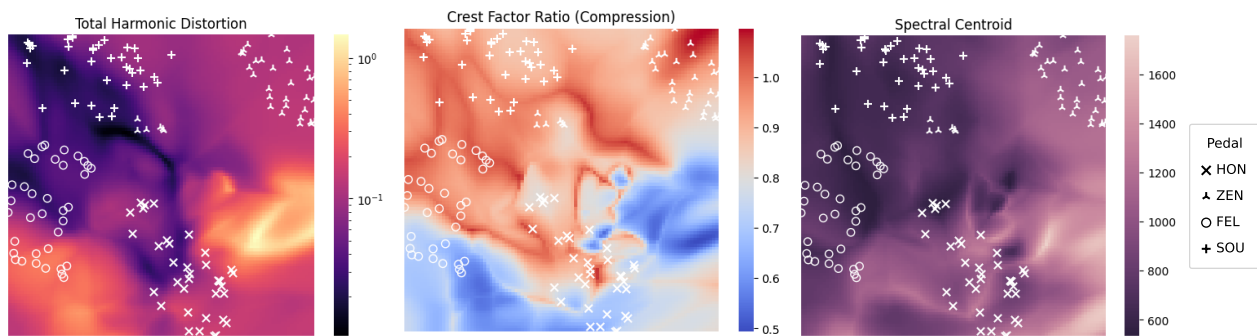 Total Harmonic Distortion
Crest Factor Ratio (Compression)
Spectral Centroid
10⁰
10⁻¹
1.0
0.9
0.8
0.7
0.6
0.5
1600
1400
1200
1000
800
600
Pedal
HON
ZEN
FEL
SOU